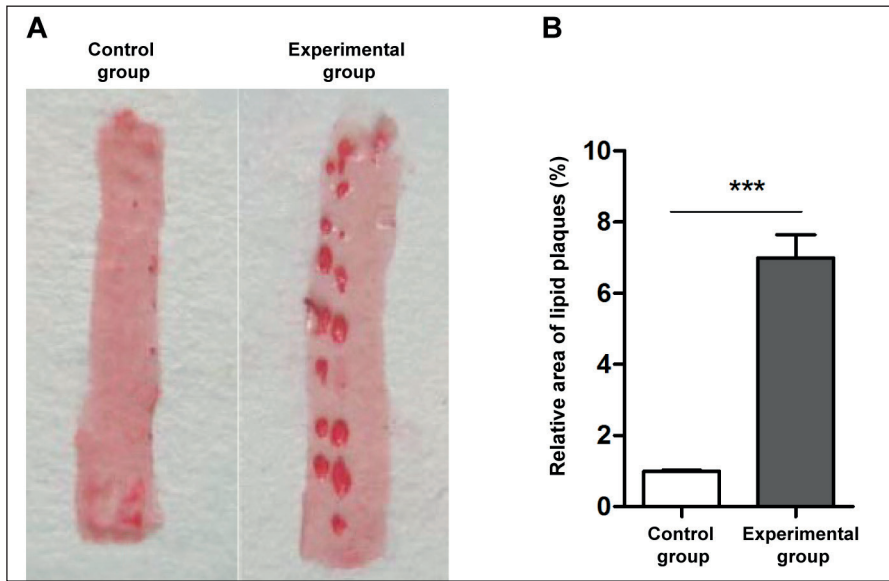 A
Control
group
Experimental
group
B
Relative area of lipid plaques (%)
10
8
6
4
2
0
***
Control
group
Experimental
group